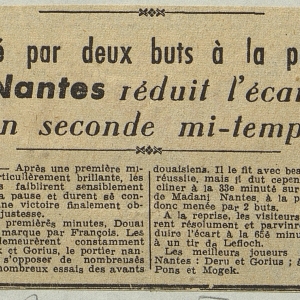 é par deux buts à la p
Nantes réduit l'éca
n seconde mi-temp
— Après une première mi-
rticulièrement brillante, les
s faiblirent sensiblement
la pause et durent se con-
une victoire finalement ob-
justesse.
s premières minutes, Douai
a marque par François. Les
demeurèrent constamment
s et Gorius, le portier nan-
s'opposer de nombreuses
nombreux essais des avants
douaisiens. Il le fit avec bea
réussite, mais il dut cepen
cliner à la 33e minute sur
de Madani Nantes, à la p
donc menée par 2 buts.
A la reprise, les visiteurs
rent résolument et parvinr
duire l'écart à la 65e minu
à un tir de Lefloch.
Les meilleurs joueurs
Nantes : Deru et Gorius ; à
Pons et Mogek.